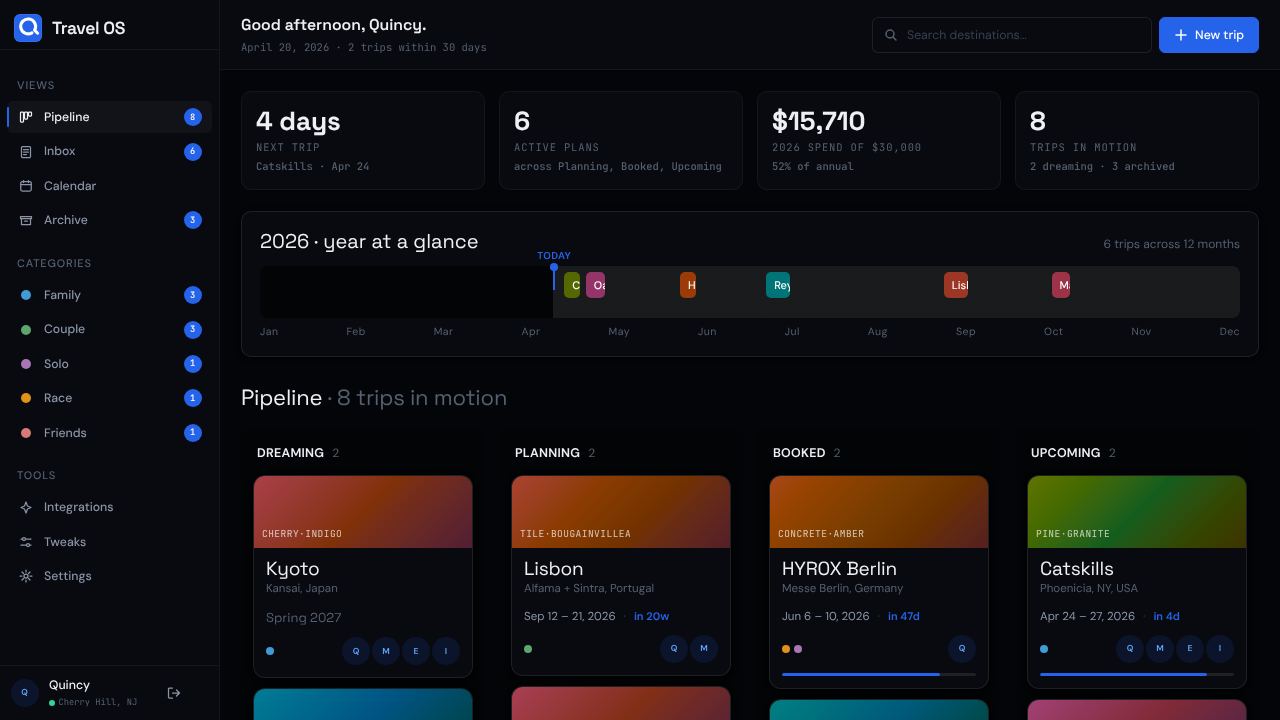 Travel OS
Good afternoon, Quincy.
April 20, 2026 · 2 trips within 30 days
Search destinations…
New trip
VIEWS
Pipeline 8
Inbox 6
Calendar
Archive 3
CATEGORIES
Family 3
Couple 3
Solo 1
Race 1
Friends 1
TOOLS
Integrations
Tweaks
Settings
Q
Quincy
Cherry Hill, NJ
4 days
NEXT TRIP
Catskills · Apr 24
6
ACTIVE PLANS
across Planning, Booked, Upcoming
$15,710
2026 SPEND OF $30,000
52% of annual
8
TRIPS IN MOTION
2 dreaming · 3 archived
2026 · year at a glance
6 trips across 12 months
TODAY
C Oa H Rey Lis Ma
Jan Feb Mar Apr May Jun Jul Aug Sep Oct Nov Dec
Pipeline · 8 trips in motion
DREAMING 2
CHERRY·INDIGO
Kyoto
Kansai, Japan
Spring 2027
Q M E I
PLANNING 2
TILE·BOUGAINVILLEA
Lisbon
Alfama + Sintra, Portugal
Sep 12 – 21, 2026 · in 20w
Q M
BOOKED 2
CONCRETE·AMBER
HYROX Berlin
Messe Berlin, Germany
Jun 6 – 10, 2026 · in 47d
Q
UPCOMING 2
PINE·GRANITE
Catskills
Phoenicia, NY, USA
Apr 24 – 27, 2026 · in 4d
Q M E I